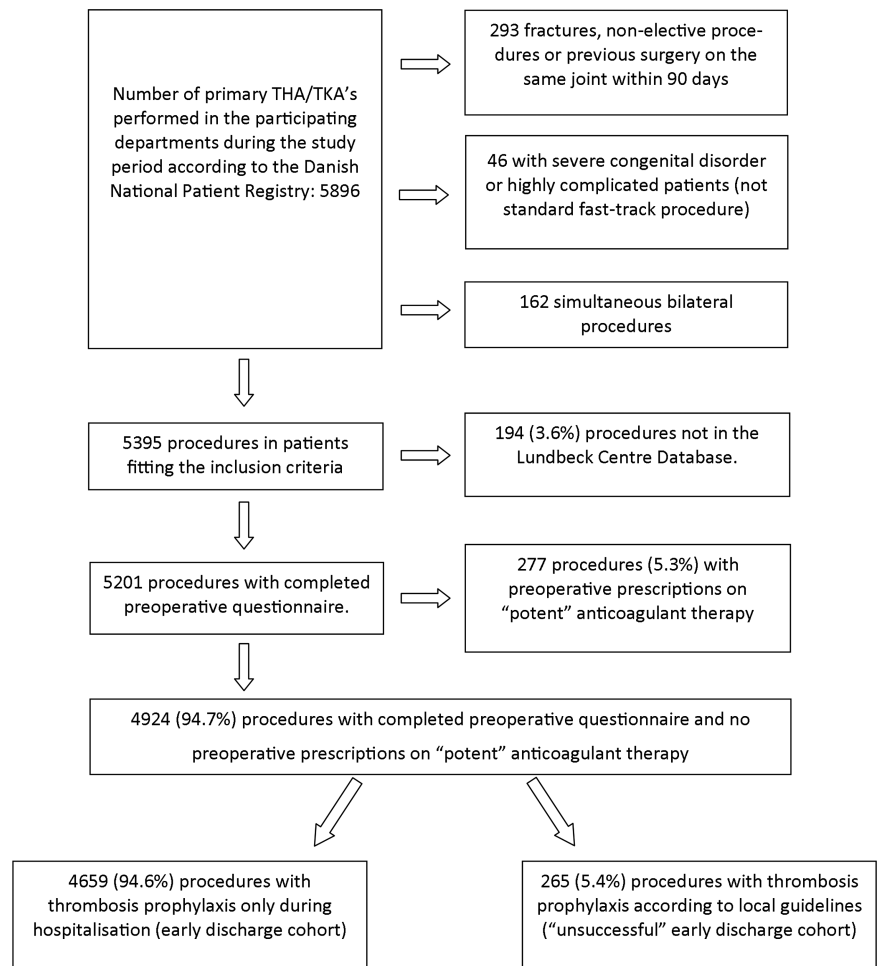 Number of primary THA/TKA's
performed in the participating
departments during the study
period according to the Danish
National Patient Registry: 5896
293 fractures, non-elective proce-
dures or previous surgery on the
same joint within 90 days
46 with severe congenital disorder
or highly complicated patients (not
standard fast-track procedure)
162 simultaneous bilateral
procedures
5395 procedures in patients
fitting the inclusion criteria
194 (3.6%) procedures not in the
Lundbeck Centre Database.
5201 procedures with completed
preoperative questionnaire.
277 procedures (5.3%) with
preoperative prescriptions on
“potent” anticoagulant therapy
4924 (94.7%) procedures with completed preoperative questionnaire and no
preoperative prescriptions on “potent” anticoagulant therapy
4659 (94.6%) procedures with
thrombosis prophylaxis only during
hospitalisation (early discharge cohort)
265 (5.4%) procedures with thrombosis
prophylaxis according to local guidelines
(“unsuccessful” early discharge cohort)